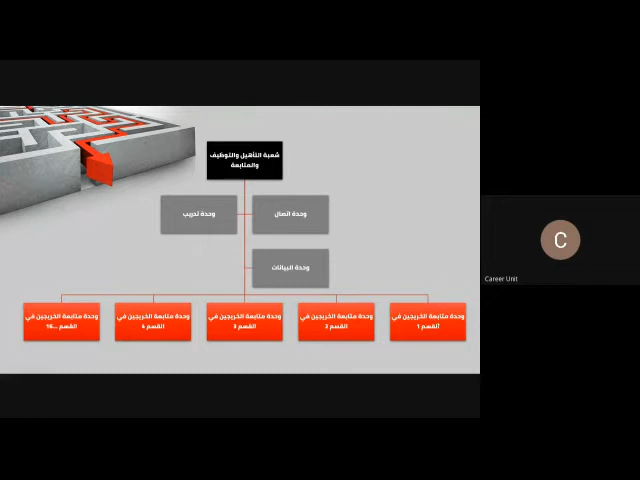 شعبة التأهيل والتوظيف
والمتابعة
وحدة اتصال
وحدة تدريب
وحدة البيانات
وحدة متابعة الخريجين في
القسم 1
وحدة متابعة الخريجين في
القسم 2
وحدة متابعة الخريجين في
القسم 3
وحدة متابعة الخريجين في
القسم 4
وحدة متابعة الخريجين في
القسم ...16
C
Career Unit